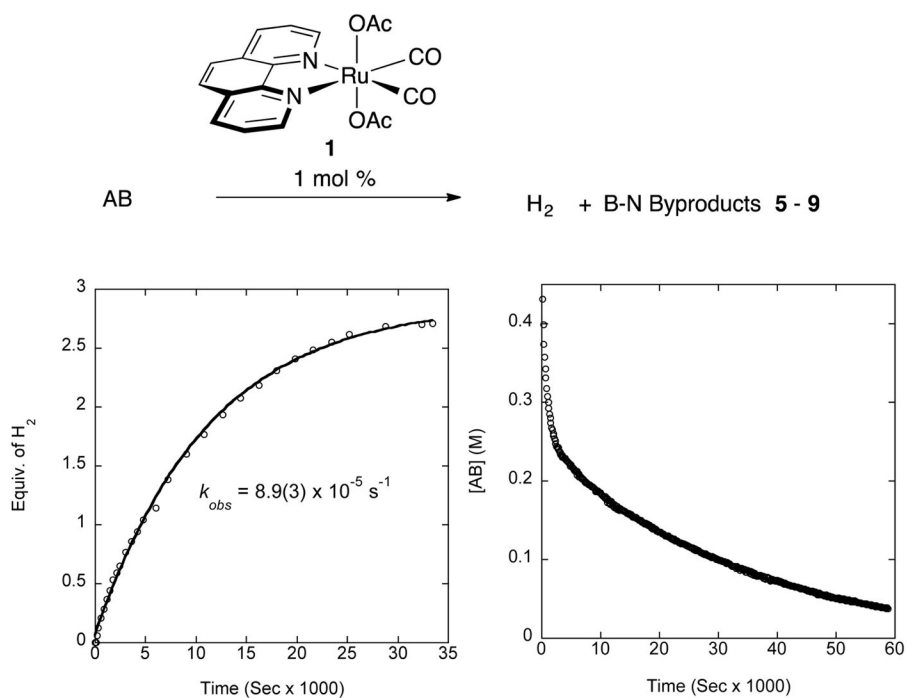 OAc
N
Ru
CO
N
CO
OAc
1
1 mol %
AB
H₂ + B-N Byproducts 5 - 9
3
2.5
2
1.5
1
0.5
0
Equiv. of H₂
k_obs = 8.9(3) x 10⁻⁵ s⁻¹
0 5 10 15 20 25 30 35
Time (Sec x 1000)
0.4
0.3
0.2
0.1
0
[AB] (M)
0 10 20 30 40 50 60
Time (Sec x 1000)